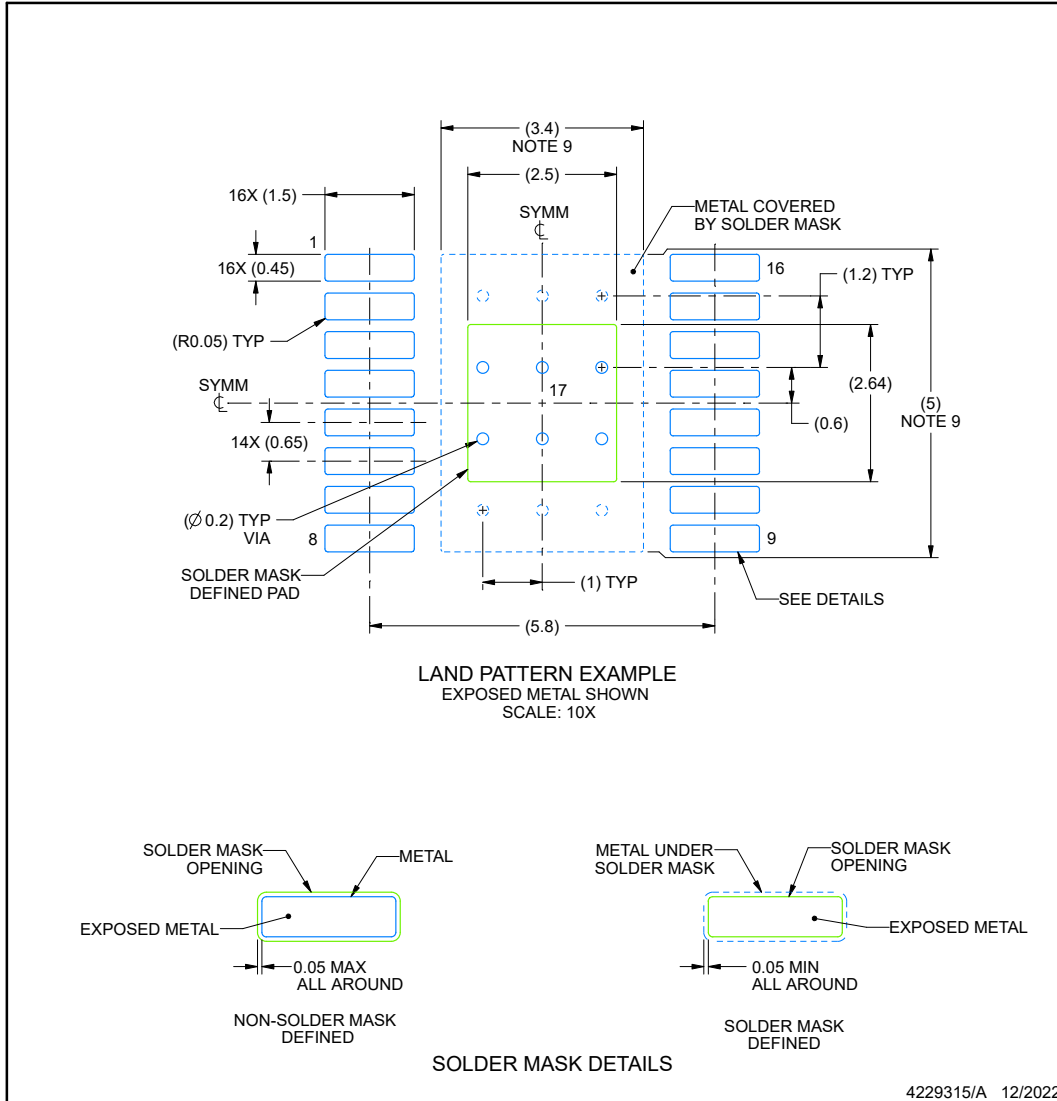 (3.4)
NOTE 9
(2.5)
16X (1.5)
SYMM
℄
METAL COVERED
BY SOLDER MASK
1
16
16X (0.45)
(1.2) TYP
(R0.05) TYP
SYMM
℄
17
(2.64)
(5)
NOTE 9
(0.6)
14X (0.65)
(Ø 0.2) TYP
VIA
8
9
SOLDER MASK
DEFINED PAD
(1) TYP
SEE DETAILS
(5.8)
LAND PATTERN EXAMPLE
EXPOSED METAL SHOWN
SCALE: 10X
SOLDER MASK
OPENING
METAL
EXPOSED METAL
0.05 MAX
ALL AROUND
NON-SOLDER MASK
DEFINED
METAL UNDER
SOLDER MASK
SOLDER MASK
OPENING
EXPOSED METAL
0.05 MIN
ALL AROUND
SOLDER MASK
DEFINED
SOLDER MASK DETAILS
4229315/A 12/2022